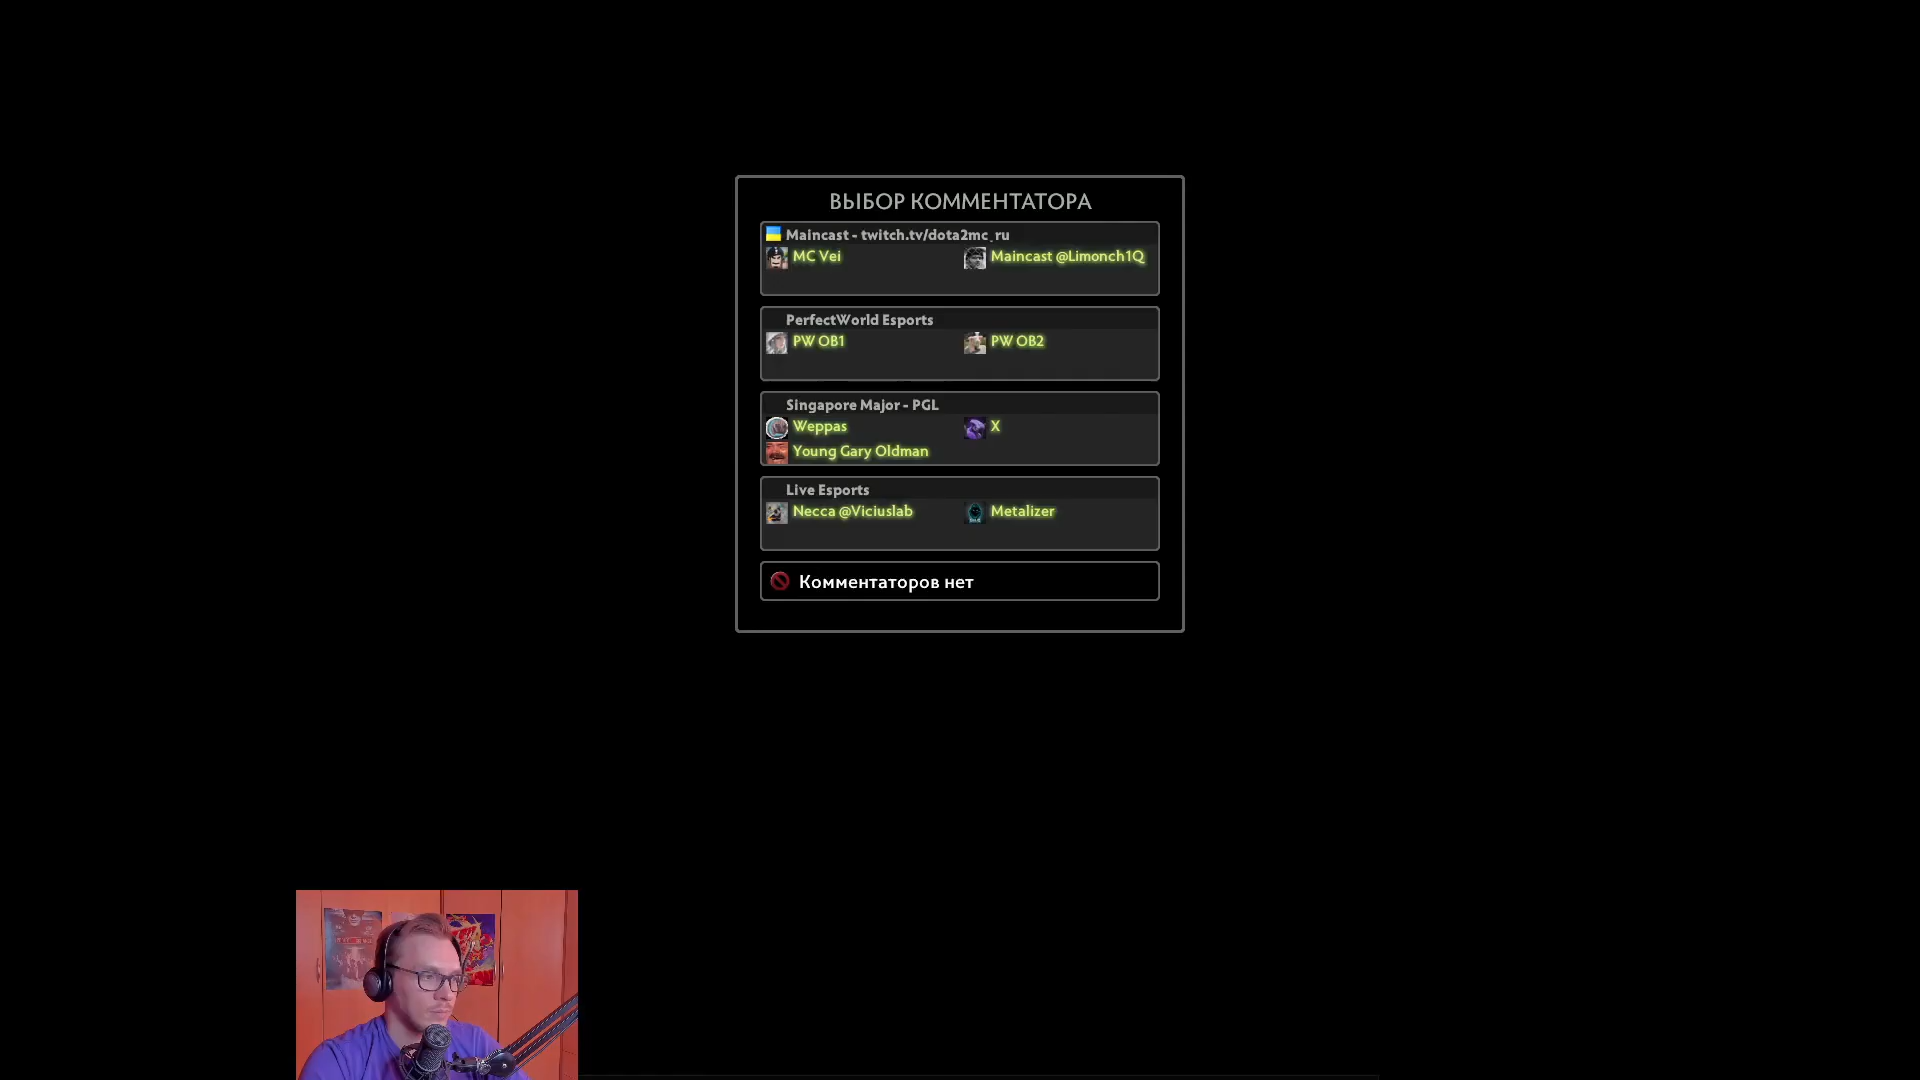 ВЫБОР КОММЕНТАТОРА
Maincast - twitch.tv/dota2mc_ru
MC Vei
Maincast @Limonch1Q
PerfectWorld Esports
PW OB1
PW OB2
Singapore Major - PGL
Weppas
X
Young Gary Oldman
Live Esports
Necca @Viciuslab
Metalizer
Комментаторов нет